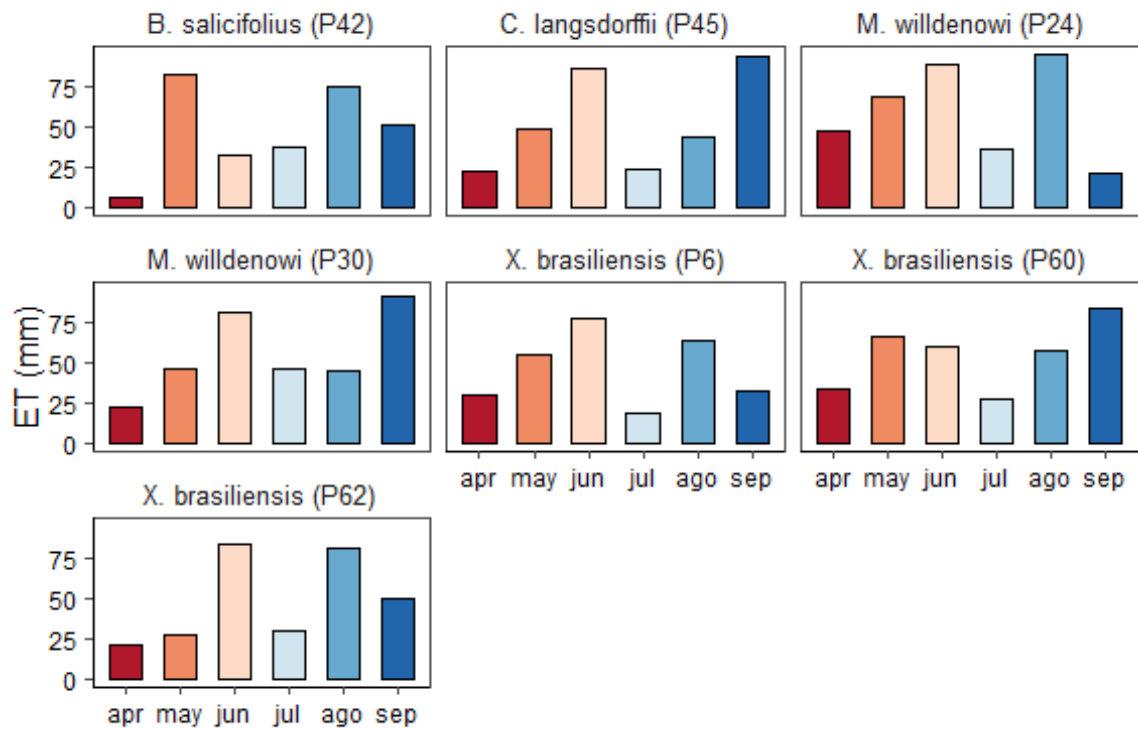 B. salicifolius (P42)
C. langsdorffii (P45)
M. willdenowi (P24)
75
50
25
0
M. willdenowi (P30)
X. brasiliensis (P6)
X. brasiliensis (P60)
ET (mm)
75
50
25
0
apr may jun jul ago sep
apr may jun jul ago sep
X. brasiliensis (P62)
75
50
25
0
apr may jun jul ago sep